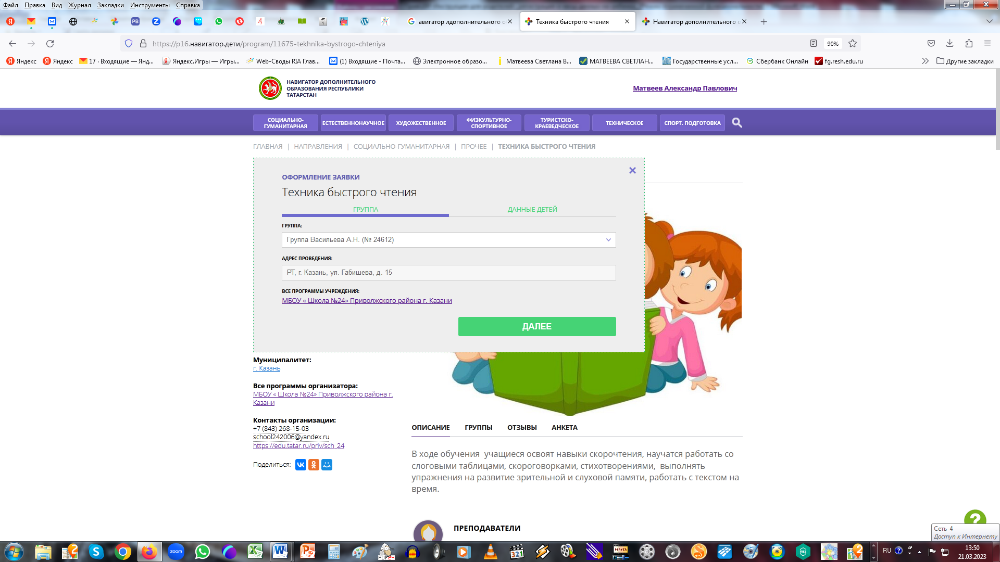 Файл Правка Вид Журнал Закладки Инструменты Справка
авигатор лдополнительного о
Техника быстрого чтения
Навигатор дополнительного о
https://р16.навигатор.дети/program/11675-tekhnika-bystrogo-chteniya
90%
Яндекс
Яндекс
17 · Входящие — Янд...
Яндекс.Игры — Игры...
Web-Своды RIA Глав...
(1) Входящие - Почта...
Электронное образо...
Матвеева Светлана В...
МАТВЕЕВА СВЕТЛАН...
Государственные усл...
Сбербанк Онлайн
fg.resh.edu.ru
Другие закладки
НАВИГАТОР ДОПОЛНИТЕЛЬНОГО
ОБРАЗОВАНИЯ РЕСПУБЛИКИ
ТАТАРСТАН
Матвеев Александр Павлович
СОЦИАЛЬНО-
ГУМАНИТАРНАЯ
ЕСТЕСТВЕННОНАУЧНОЕ
ХУДОЖЕСТВЕННОЕ
ФИЗКУЛЬТУРНО-
СПОРТИВНОЕ
ТУРИСТСКО-
КРАЕВЕДЧЕСКОЕ
ТЕХНИЧЕСКОЕ
СПОРТ. ПОДГОТОВКА
ГЛАВНАЯ | НАПРАВЛЕНИЯ | СОЦИАЛЬНО-ГУМАНИТАРНАЯ | ПРОЧЕЕ | ТЕХНИКА БЫСТРОГО ЧТЕНИЯ
ОФОРМЛЕНИЕ ЗАЯВКИ
Техника быстрого чтения
ГРУППА
ДАННЫЕ ДЕТЕЙ
ГРУППА:
Группа Васильева А.Н. (№ 24612)
АДРЕС ПРОВЕДЕНИЯ:
РТ, г. Казань, ул. Габишева, д. 15
ВСЕ ПРОГРАММЫ УЧРЕЖДЕНИЯ:
МБОУ « Школа №24» Приволжского района г. Казани
ДАЛЕЕ
Муниципалитет:
г. Казань
Все программы организатора:
МБОУ « Школа №24» Приволжского района г.
Казани
Контакты организации:
+7 (843) 268-15-03
school242006@yandex.ru
https://edu.tatar.ru/priv/sch_24
Поделиться:
ОПИСАНИЕ ГРУППЫ ОТЗЫВЫ АНКЕТА
В ходе обучения  учащиеся освоят навыки скорочтения, научатся работать со
слоговыми таблицами, скороговорками, стихотворениями,  выполнять
упражнения на развитие зрительной и слуховой памяти, работать с текстом на
время.
ПРЕПОДАВАТЕЛИ
Сеть 4
Доступ к Интернету
zoom
PDF24
321
PLAYER
FREE
RU
13:50
21.03.2023